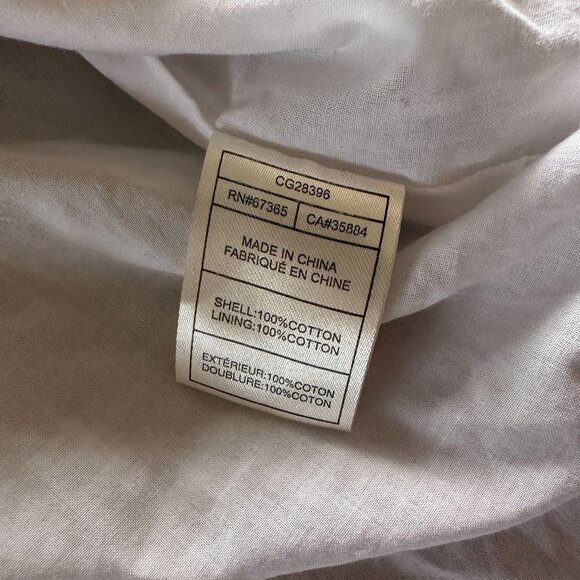 CG28396
RN#67365 CA#35884
MADE IN CHINA
FABRIQUÉ EN CHINE
SHELL:100%COTTON
LINING:100%COTTON
EXTÉRIEUR:100%COTON
DOUBLURE:100%COTON